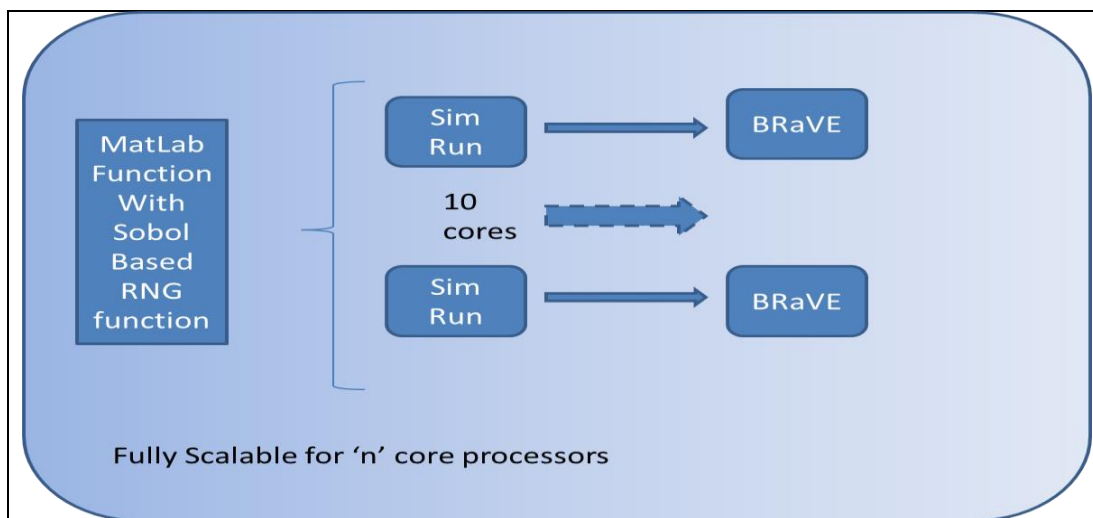 MatLab
Function
With
Sobol
Based
RNG
function
Sim
Run
BRaVE
10
cores
Sim
Run
BRaVE
Fully Scalable for ‘n’ core processors